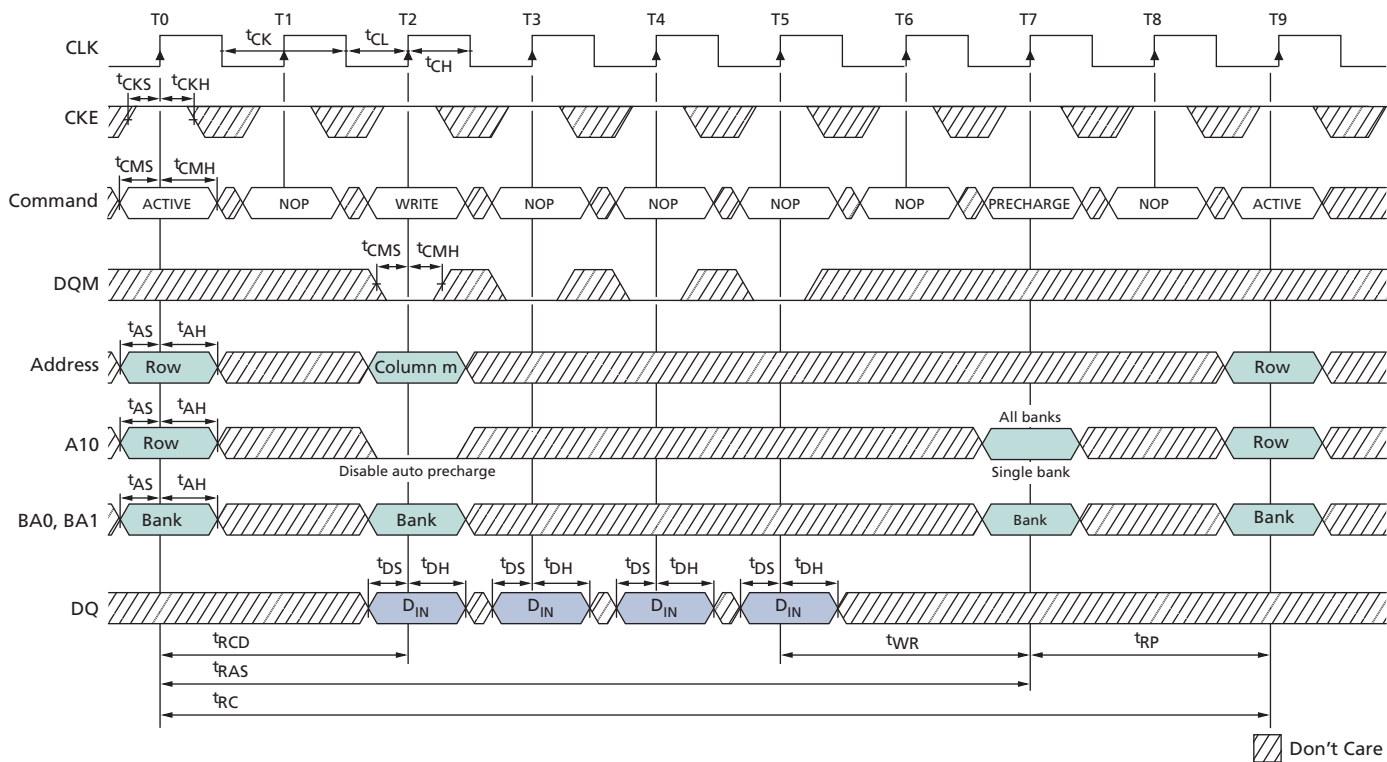 T0 T1 T2 T3 T4 T5 T6 T7 T8 T9
CLK tCK tCL tCH
tCKS tCKH
CKE
tCMS tCMH
Command ACTIVE NOP WRITE NOP NOP NOP NOP PRECHARGE NOP ACTIVE
tCMS tCMH
DQM
tAS tAH
Address Row Column m Row
tAS tAH All banks
A10 Row Row
Disable auto precharge Single bank
tAS tAH
BA0, BA1 Bank Bank Bank Bank
tDS tDH tDS tDH tDS tDH tDS tDH
DQ DIN DIN DIN DIN
tRCD tWR tRP
tRAS
tRC
Don't Care